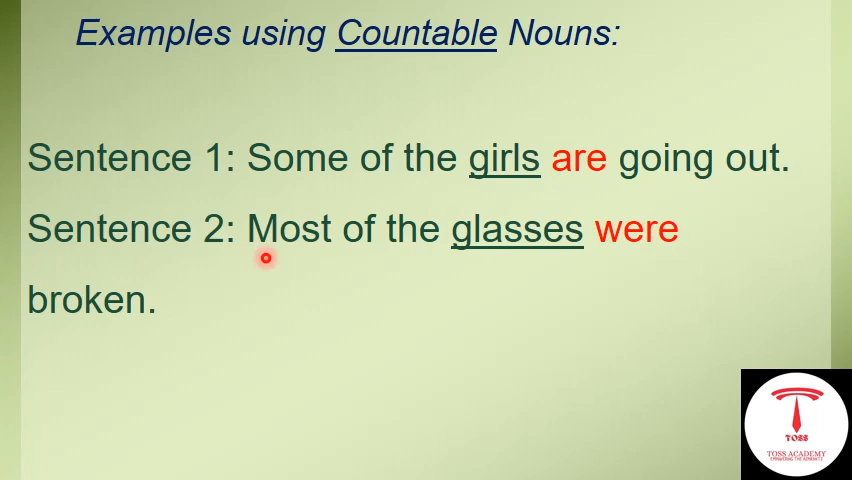 Examples using Countable Nouns:
Sentence 1: Some of the girls are going out.
Sentence 2: Most of the glasses were
broken.
TOSS
TOSS ACADEMY